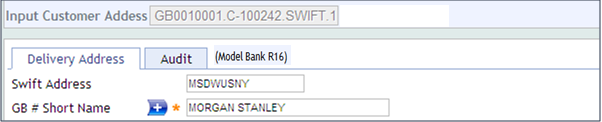 Input Customer Addess GB0010001.C-100242.SWIFT.1
Delivery Address Audit (Model Bank R16)
Swift Address MSDWUSNY
GB # Short Name * MORGAN STANLEY